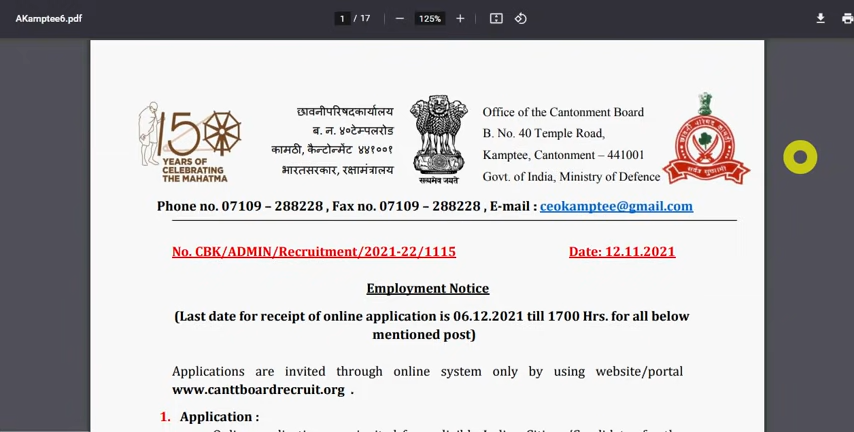 AKamptee6.pdf
1 / 17
125%
150
YEARS OF
CELEBRATING
THE MAHATMA
छावनीपरिषदकार्यालय
ब. न. ४०टेम्पलरोड
कामठी, कैन्टोन्मेंट ४४१००१
भारतसरकार, रक्षामंत्रालय
सत्यमेव जयते
Office of the Cantonment Board
B. No. 40 Temple Road,
Kamptee, Cantonment – 441001
Govt. of India, Ministry of Defence
Phone no. 07109 – 288228 , Fax no. 07109 – 288228 , E-mail : ceokamptee@gmail.com
No. CBK/ADMIN/Recruitment/2021-22/1115 Date: 12.11.2021
Employment Notice
(Last date for receipt of online application is 06.12.2021 till 1700 Hrs. for all below
mentioned post)
Applications are invited through online system only by using website/portal
www.canttboardrecruit.org .
1. Application :